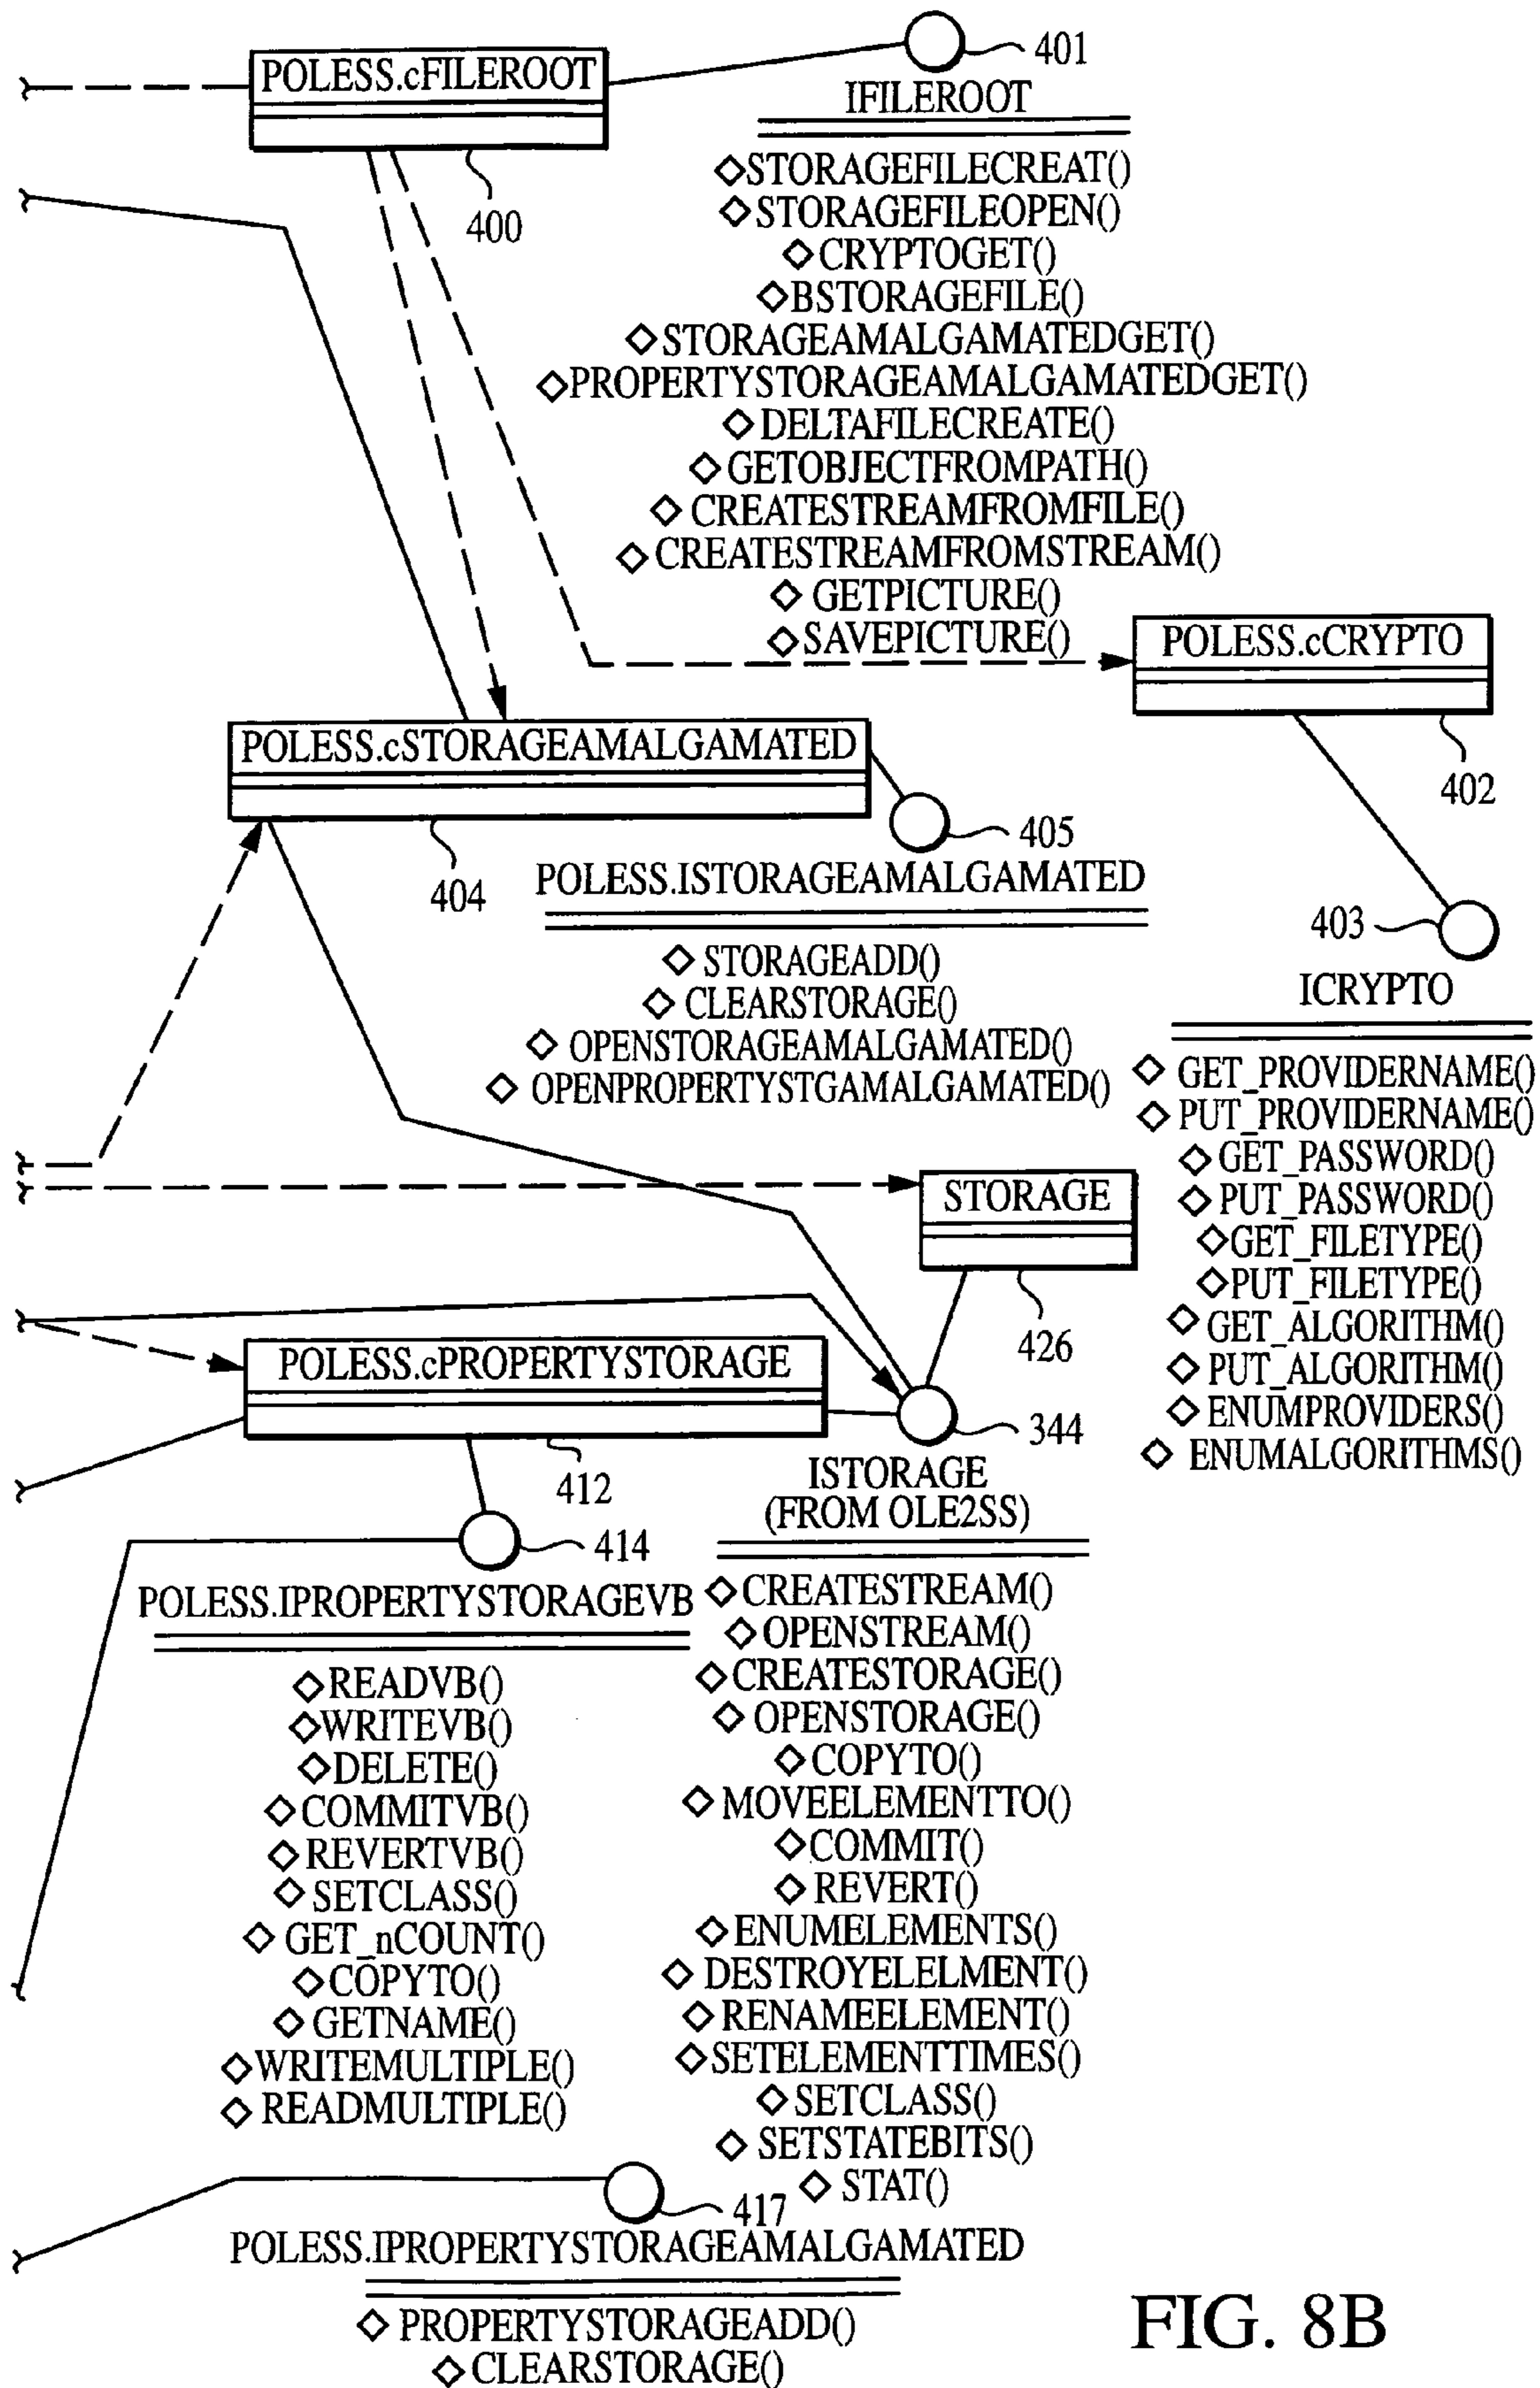 POLESS.cFILEROOT
400
401
IFILEROOT
◇STORAGEFILECREAT()
◇STORAGEFILEOPEN()
◇CRYPTOGET()
◇BSTORAGEFILE()
◇STORAGEAMALGAMATEDGET()
◇PROPERTYSTORAGEAMALGAMATEDGET()
◇DELTAFILECREATE()
◇GETOBJECTFROMPATH()
◇CREATESTREAMFROMFILE()
◇CREATESTREAMFROMSTREAM()
◇GETPICTURE()
◇SAVEPICTURE()
POLESS.cCRYPTO
402
403
ICRYPTO
◇GET_PROVIDERNAME()
◇PUT_PROVIDERNAME()
◇GET_PASSWORD()
◇PUT_PASSWORD()
◇GET_FILETYPE()
◇PUT_FILETYPE()
◇GET_ALGORITHM()
◇PUT_ALGORITHM()
◇ENUMPROVIDERS()
◇ENUMALGORITHMS()
POLESS.cSTORAGEAMALGAMATED
404
405
POLESS.ISTORAGEAMALGAMATED
◇STORAGEADD()
◇CLEARSTORAGE()
◇OPENSTORAGEAMALGAMATED()
◇OPENPROPERTYSTGAMALGAMATED()
STORAGE
426
POLESS.cPROPERTYSTORAGE
412
344
ISTORAGE
(FROM OLE2SS)
◇CREATESTREAM()
◇OPENSTREAM()
◇CREATESTORAGE()
◇OPENSTORAGE()
◇COPYTO()
◇MOVEELEMENTTO()
◇COMMIT()
◇REVERT()
◇ENUMELEMENTS()
◇DESTROYELELMENT()
◇RENAMEELEMENT()
◇SETELEMENTTIMES()
◇SETCLASS()
◇SETSTATEBITS()
◇STAT()
414
POLESS.IPROPERTYSTORAGEVB
◇READVB()
◇WRITEVB()
◇DELETE()
◇COMMITVB()
◇REVERTVB()
◇SETCLASS()
◇GET_nCOUNT()
◇COPYTO()
◇GETNAME()
◇WRITEMULTIPLE()
◇READMULTIPLE()
417
POLESS.IPROPERTYSTORAGEAMALGAMATED
◇PROPERTYSTORAGEADD()
◇CLEARSTORAGE()
FIG. 8B